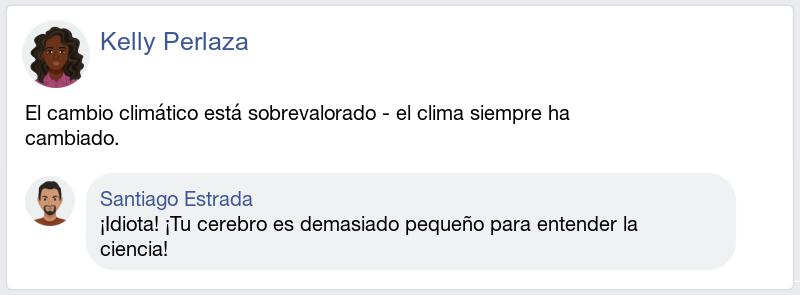 Kelly Perlaza
El cambio climático está sobrevalorado - el clima siempre ha
cambiado.
Santiago Estrada
¡Idiota! ¡Tu cerebro es demasiado pequeño para entender la
ciencia!